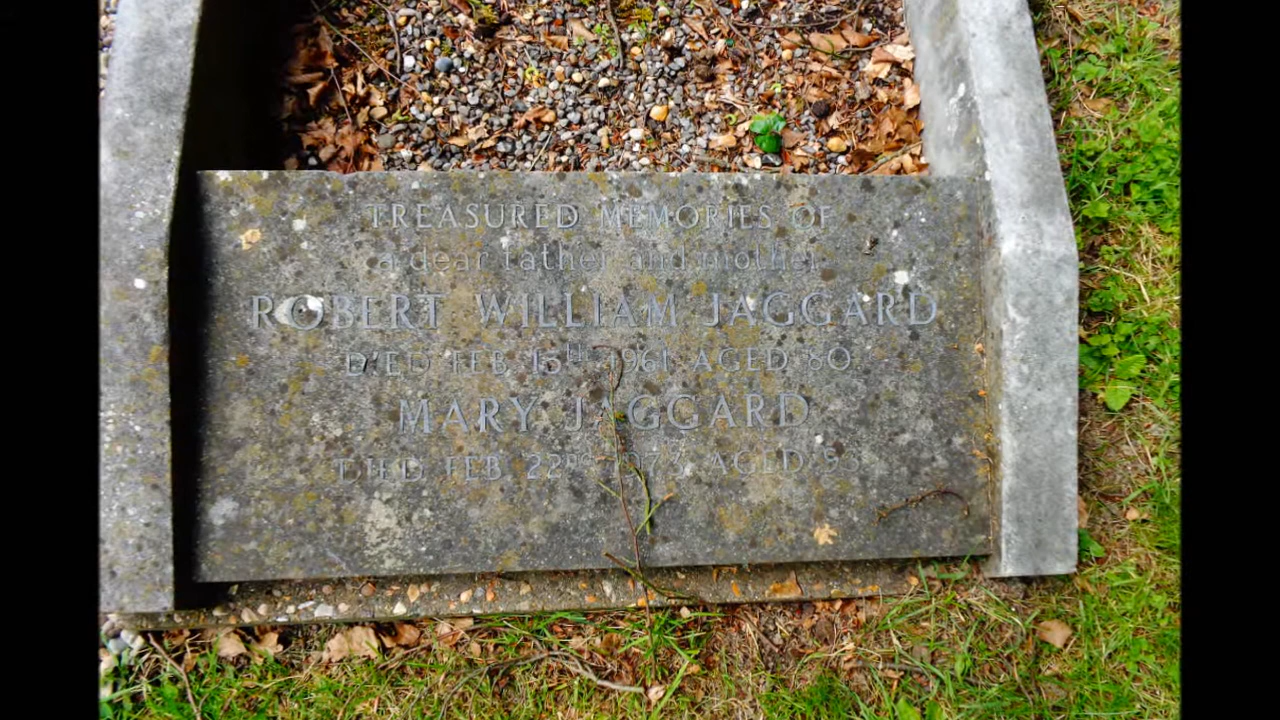 TREASURED MEMORIES OF
a dear father and mother
ROBERT WILLIAM JAGGARD
DIED FEB 15TH 1961 AGED 80
MARY JAGGARD
DIED FEB 22ND 1973 AGED 93